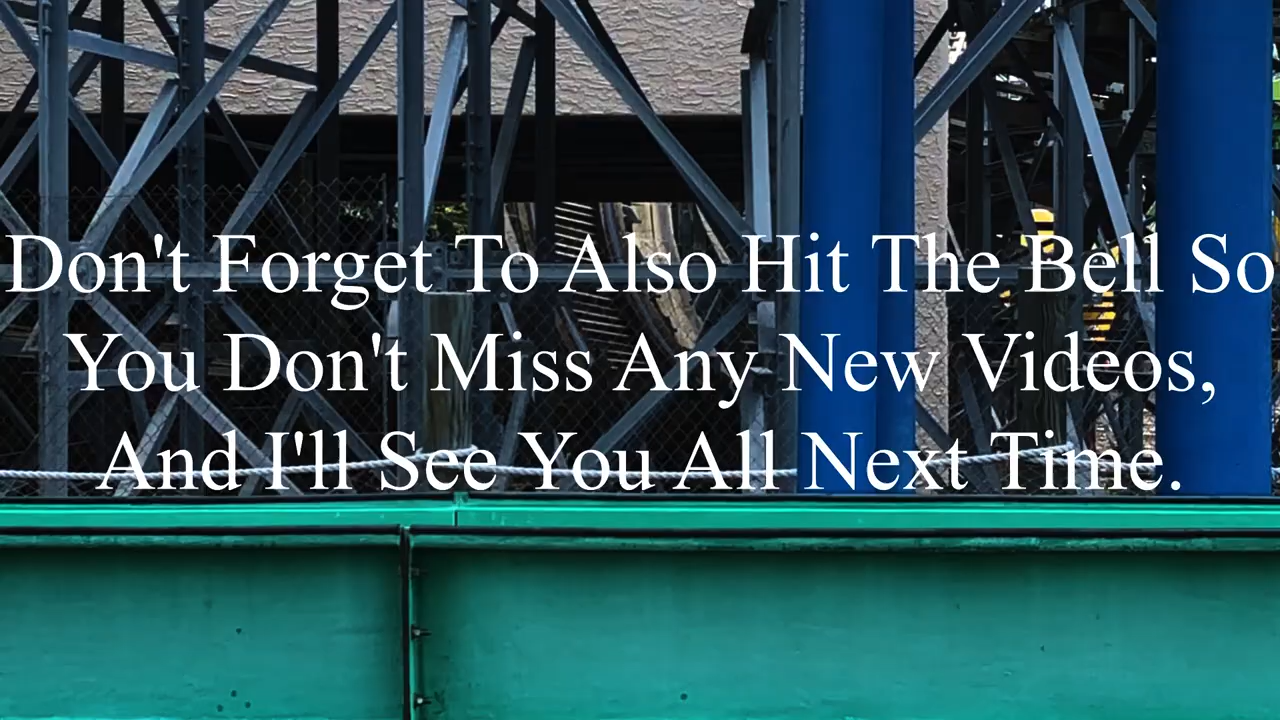 Don't Forget To Also Hit The Bell So
You Don't Miss Any New Videos,
And I'll See You All Next Time.